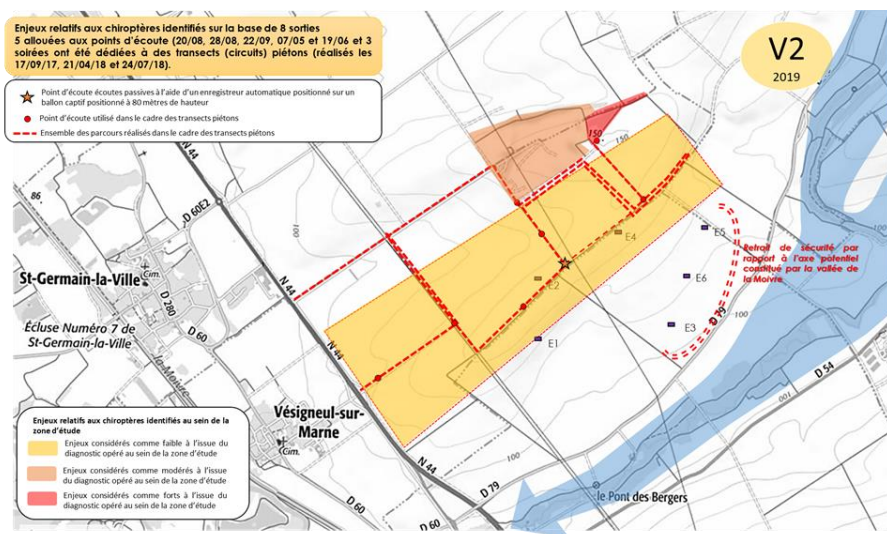 Enjeux relatifs aux chiroptères identifiés sur la base de 8 sorties
5 allouées aux points d'écoute (20/08, 28/08, 22/09, 07/05 et 19/06 et 3
soirées ont été dédiées à des transects (circuits) piétons (réalisés les
17/09/17, 21/04/18 et 24/07/18).
V2
2019
Point d'écoute écoutes passives à l'aide d'un enregistreur automatique positionné sur un
ballon captif positionné à 80 mètres de hauteur
Point d'écoute utilisé dans le cadre des transects piétons
Ensemble des parcours réalisés dans le cadre des transects piétons
N 44
150
150
86
D 60E2
100
E5
E4
Retrait de sécurité par
rapport à l'axe potentiel
constitué par la vallée de
la Moivre
St-Germain-la-Ville
Cim.
D 280
N 44
E2
E6
Écluse Numéro 7 de
St-Germain-la-Ville
D 60
la Moivre
E3
D 79
100
E1
N 44
D 54
100
Vésigneul-sur-
Marne
Cim.
Enjeux relatifs aux chiroptères identifiés au sein de la
zone d'étude
Enjeux considérés comme faible à l'issue du
diagnostic opéré au sein de la zone d'étude
Enjeux considérés comme modérés à l'issue
du diagnostic opéré au sein de la zone d'étude
Enjeux considérés comme forts à l'issue du
diagnostic opéré au sein de la zone d'étude
N 44
100
D 79
le Pont des Bergers
D 60
D 60